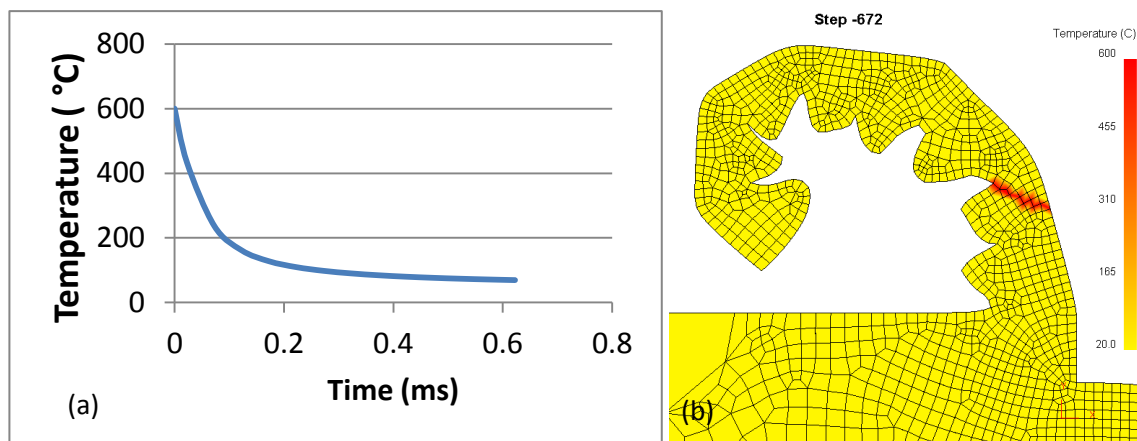 800
600
400
200
0
0 0.2 0.4 0.6 0.8
Temperature ( °C)
Time (ms)
(a)
Step -672
Temperature (C)
600
455
310
165
20.0
(b)